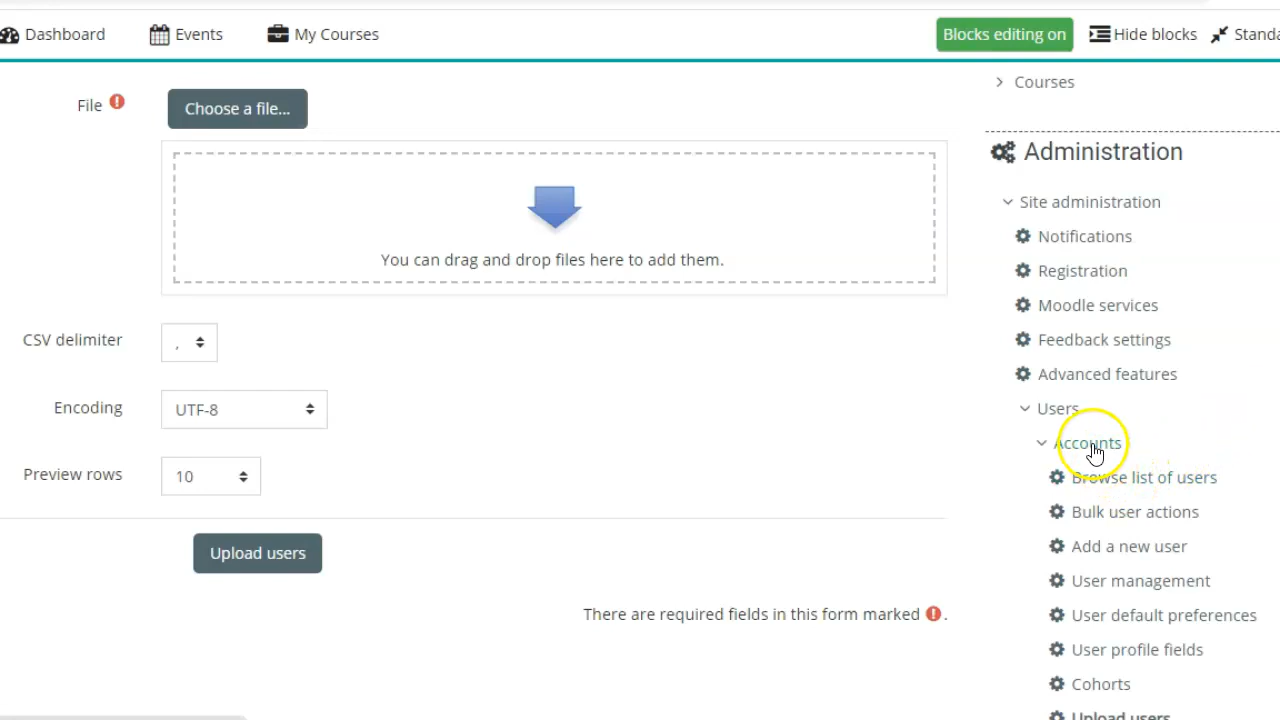 Dashboard Events My Courses Blocks editing on Hide blocks Standa
File Choose a file...
You can drag and drop files here to add them.
CSV delimiter ,
Encoding UTF-8
Preview rows 10
Upload users
There are required fields in this form marked .
Courses
Administration
Site administration
Notifications
Registration
Moodle services
Feedback settings
Advanced features
Users
Accounts
Browse list of users
Bulk user actions
Add a new user
User management
User default preferences
User profile fields
Cohorts
Upload users